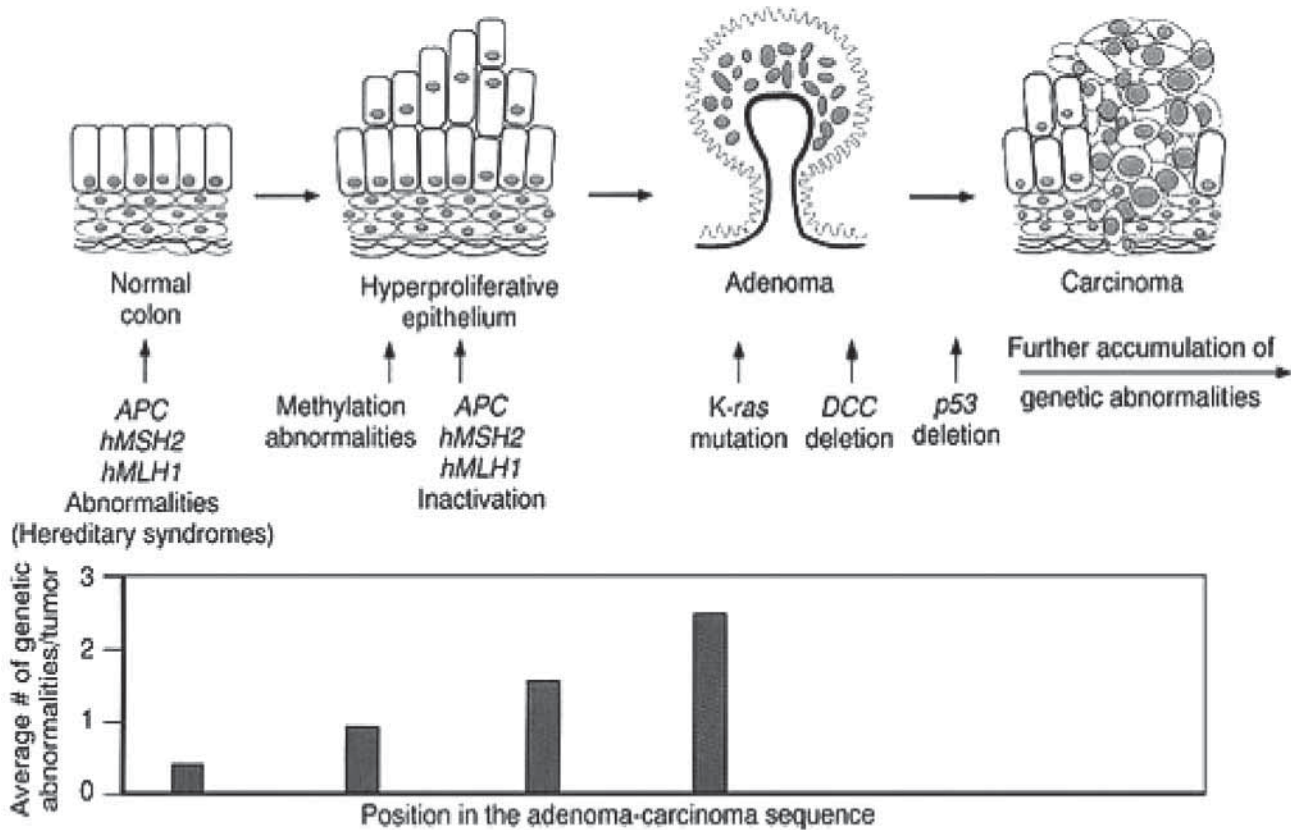 Normal
colon
Hyperproliferative
epithelium
Adenoma
Carcinoma
APC
hMSH2
hMLH1
Abnormalities
(Hereditary syndromes)
Methylation
abnormalities
APC
hMSH2
hMLH1
Inactivation
K-ras
mutation
DCC
deletion
p53
deletion
Further accumulation of
genetic abnormalities
Average # of genetic
abnormalities/tumor
3
2
1
0
Position in the adenoma-carcinoma sequence